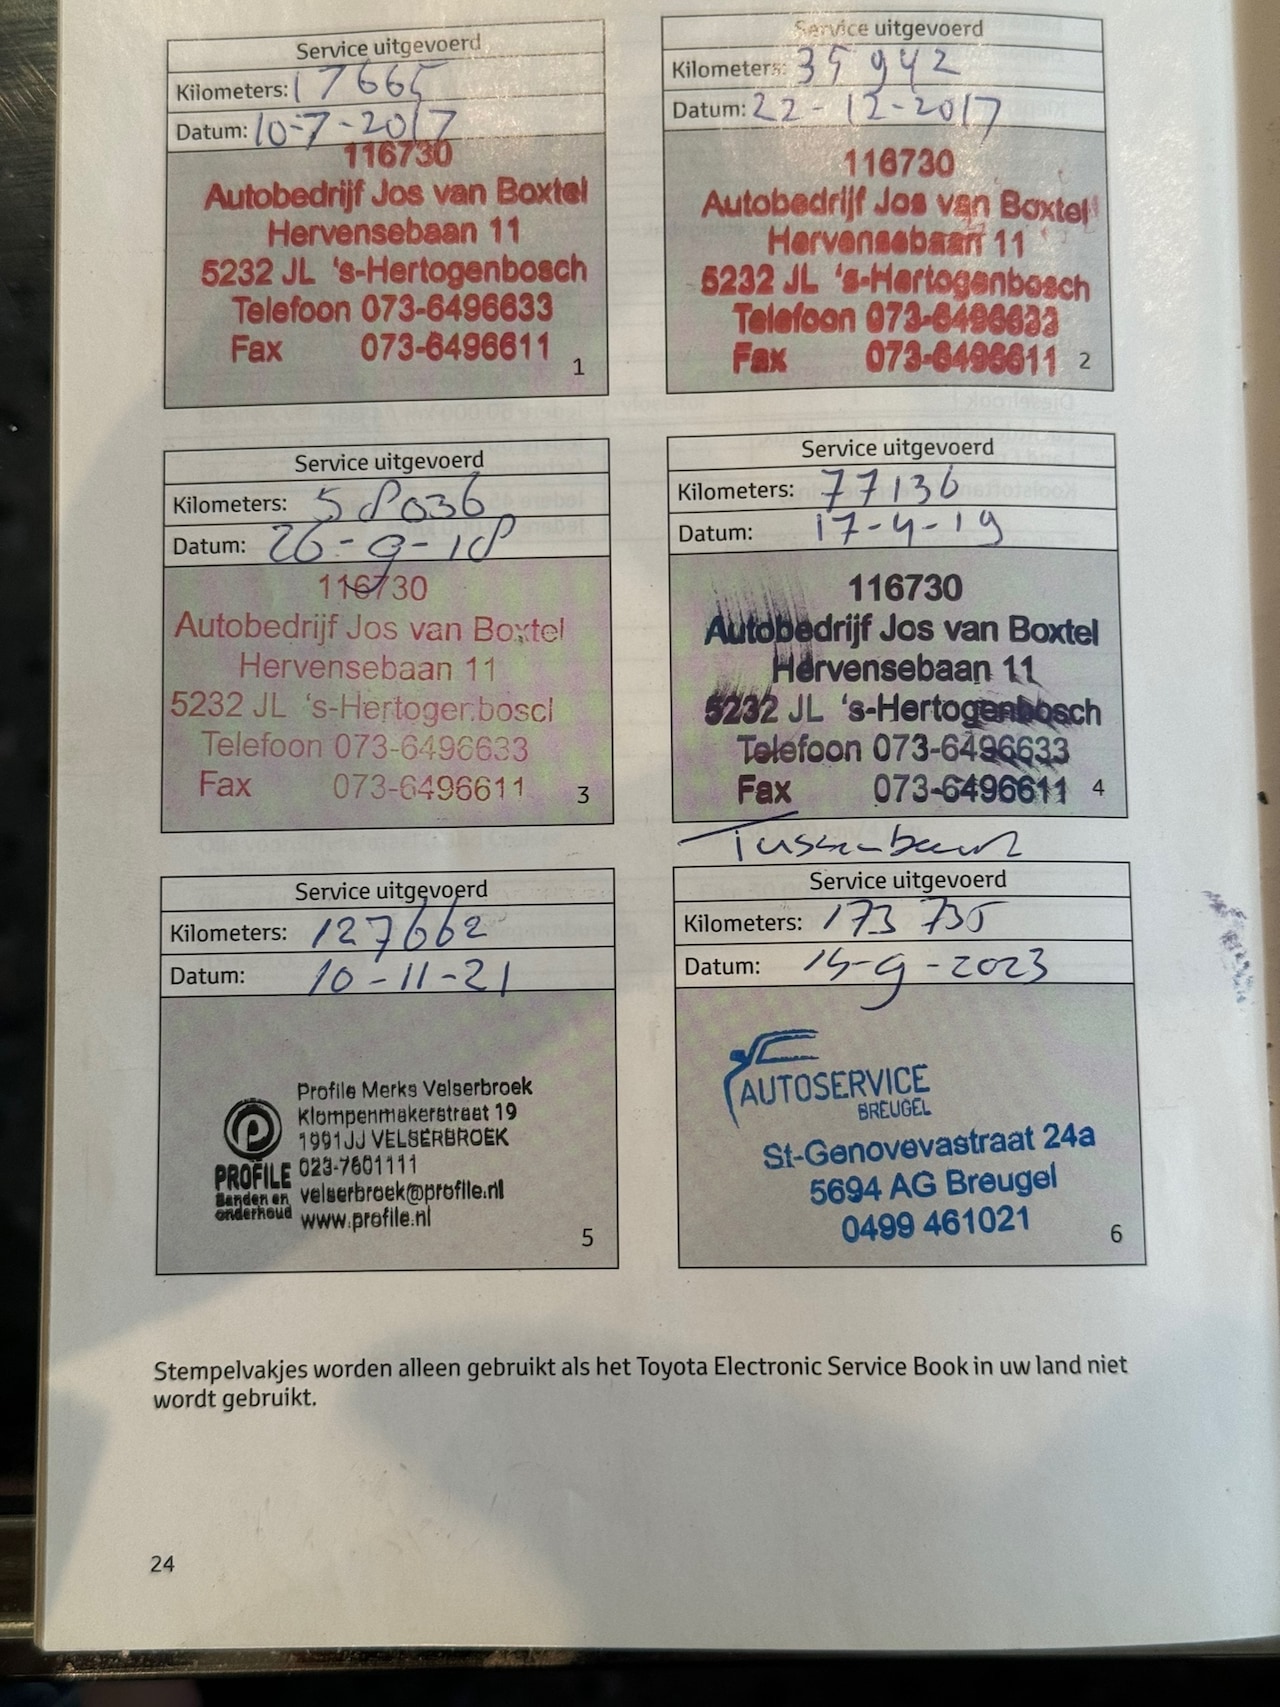 Service uitgevoerd
Kilometers: 17665
Datum: 10-7-2017
116730
Autobedrijf Jos van Boxtel
Hervensebaan 11
5232 JL 's-Hertogenbosch
Telefoon 073-6496633
Fax 073-6496611
1
Service uitgevoerd
Kilometers: 35942
Datum: 22-12-2017
116730
Autobedrijf Jos van Boxtel
Hervensebaan 11
5232 JL 's-Hertogenbosch
Telefoon 073-6496633
Fax 073-6496611
2
Service uitgevoerd
Kilometers: 58036
Datum: 26-9-18
116730
Autobedrijf Jos van Boxtel
Hervensebaan 11
5232 JL 's-Hertogenbosch
Telefoon 073-6496633
Fax 073-6496611
3
Service uitgevoerd
Kilometers: 77136
Datum: 17-4-19
116730
Autobedrijf Jos van Boxtel
Hervensebaan 11
5232 JL 's-Hertogenbosch
Telefoon 073-6496633
Fax 073-6496611
4
Tussenbeurt
Service uitgevoerd
Kilometers: 127662
Datum: 10-11-21
Profile Merks Velserbroek
Klompenmakerstraat 19
1991JJ VELSERBROEK
023-7601111
velserbroek@profile.nl
www.profile.nl
PROFILE
Banden en
onderhoud
5
Service uitgevoerd
Kilometers: 173735
Datum: 15-9-2023
AUTOSERVICE
BREUGEL
St-Genovevastraat 24a
5694 AG Breugel
0499 461021
6
Stempelvakjes worden alleen gebruikt als het Toyota Electronic Service Book in uw land niet
wordt gebruikt.
24